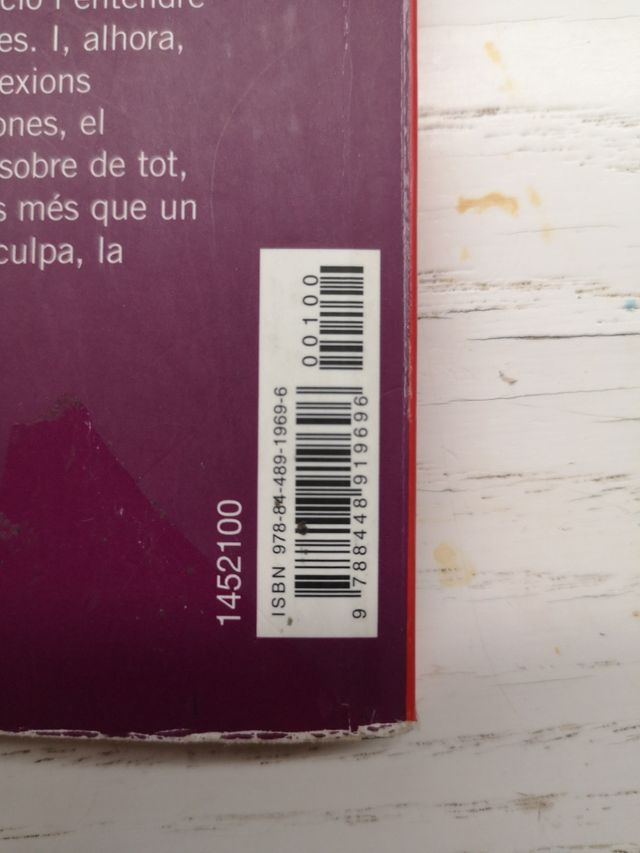 i entendre
es. I, alhora,
exions
ones, el
sobre de tot,
s més que un
culpa, la
00100
ISBN 978-84-489-1969-6
9 788448 919696
1452100